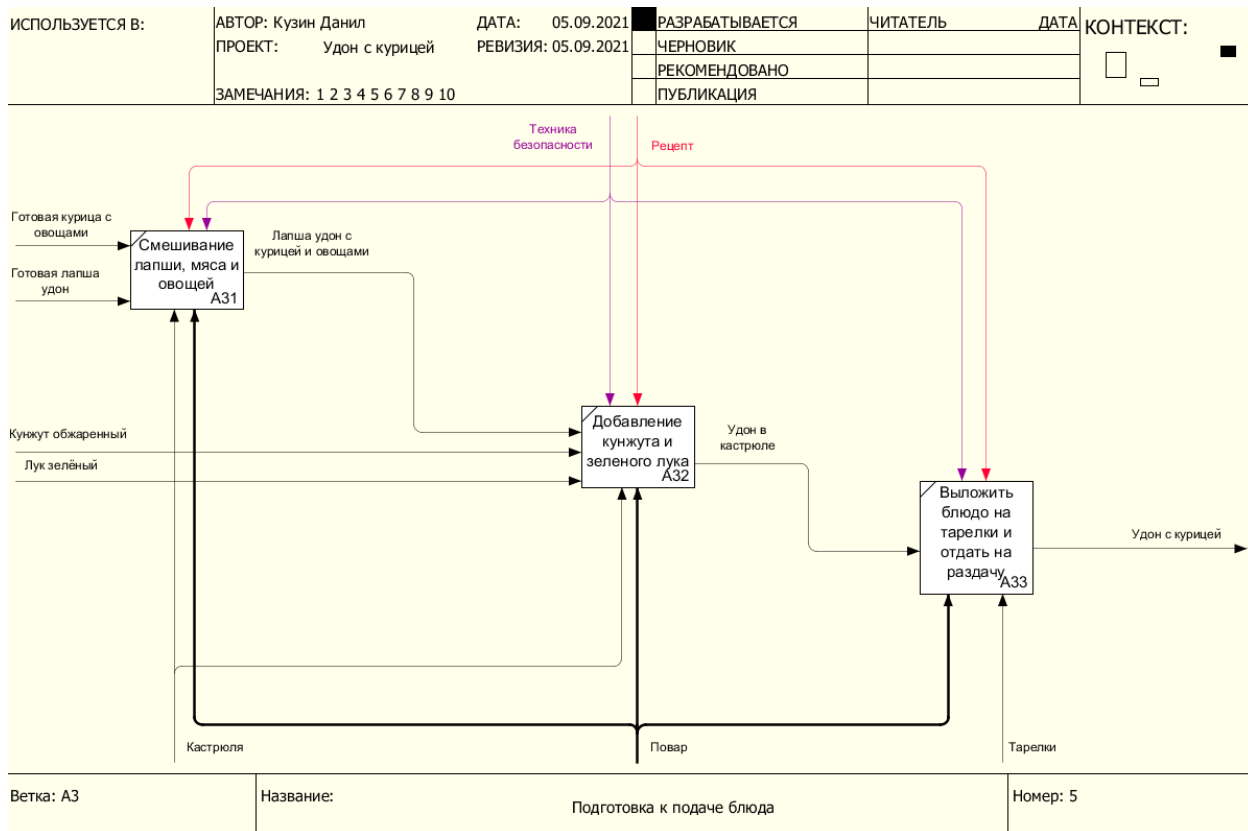 ИСПОЛЬЗУЕТСЯ В:
АВТОР: Кузин Данил
ДАТА: 05.09.2021
ПРОЕКТ: Удон с курицей
РЕВИЗИЯ: 05.09.2021
ЗАМЕЧАНИЯ: 1 2 3 4 5 6 7 8 9 10
РАЗРАБАТЫВАЕТСЯ
ЧЕРНОВИК
РЕКОМЕНДОВАНО
ПУБЛИКАЦИЯ
ЧИТАТЕЛЬ
ДАТА
КОНТЕКСТ:
Техника
безопасности
Рецепт
Готовая курица с
овощами
Готовая лапша
удон
Смешивание
лапши, мяса и
овощей
A31
Лапша удон с
курицей и овощами
Кунжут обжаренный
Лук зелёный
Добавление
кунжута и
зеленого лука
A32
Удон в
кастрюле
Выложить
блюдо на
тарелки и
отдать на
раздачу
A33
Удон с курицей
Кастрюля
Повар
Тарелки
Ветка: A3
Название:
Подготовка к подаче блюда
Номер: 5